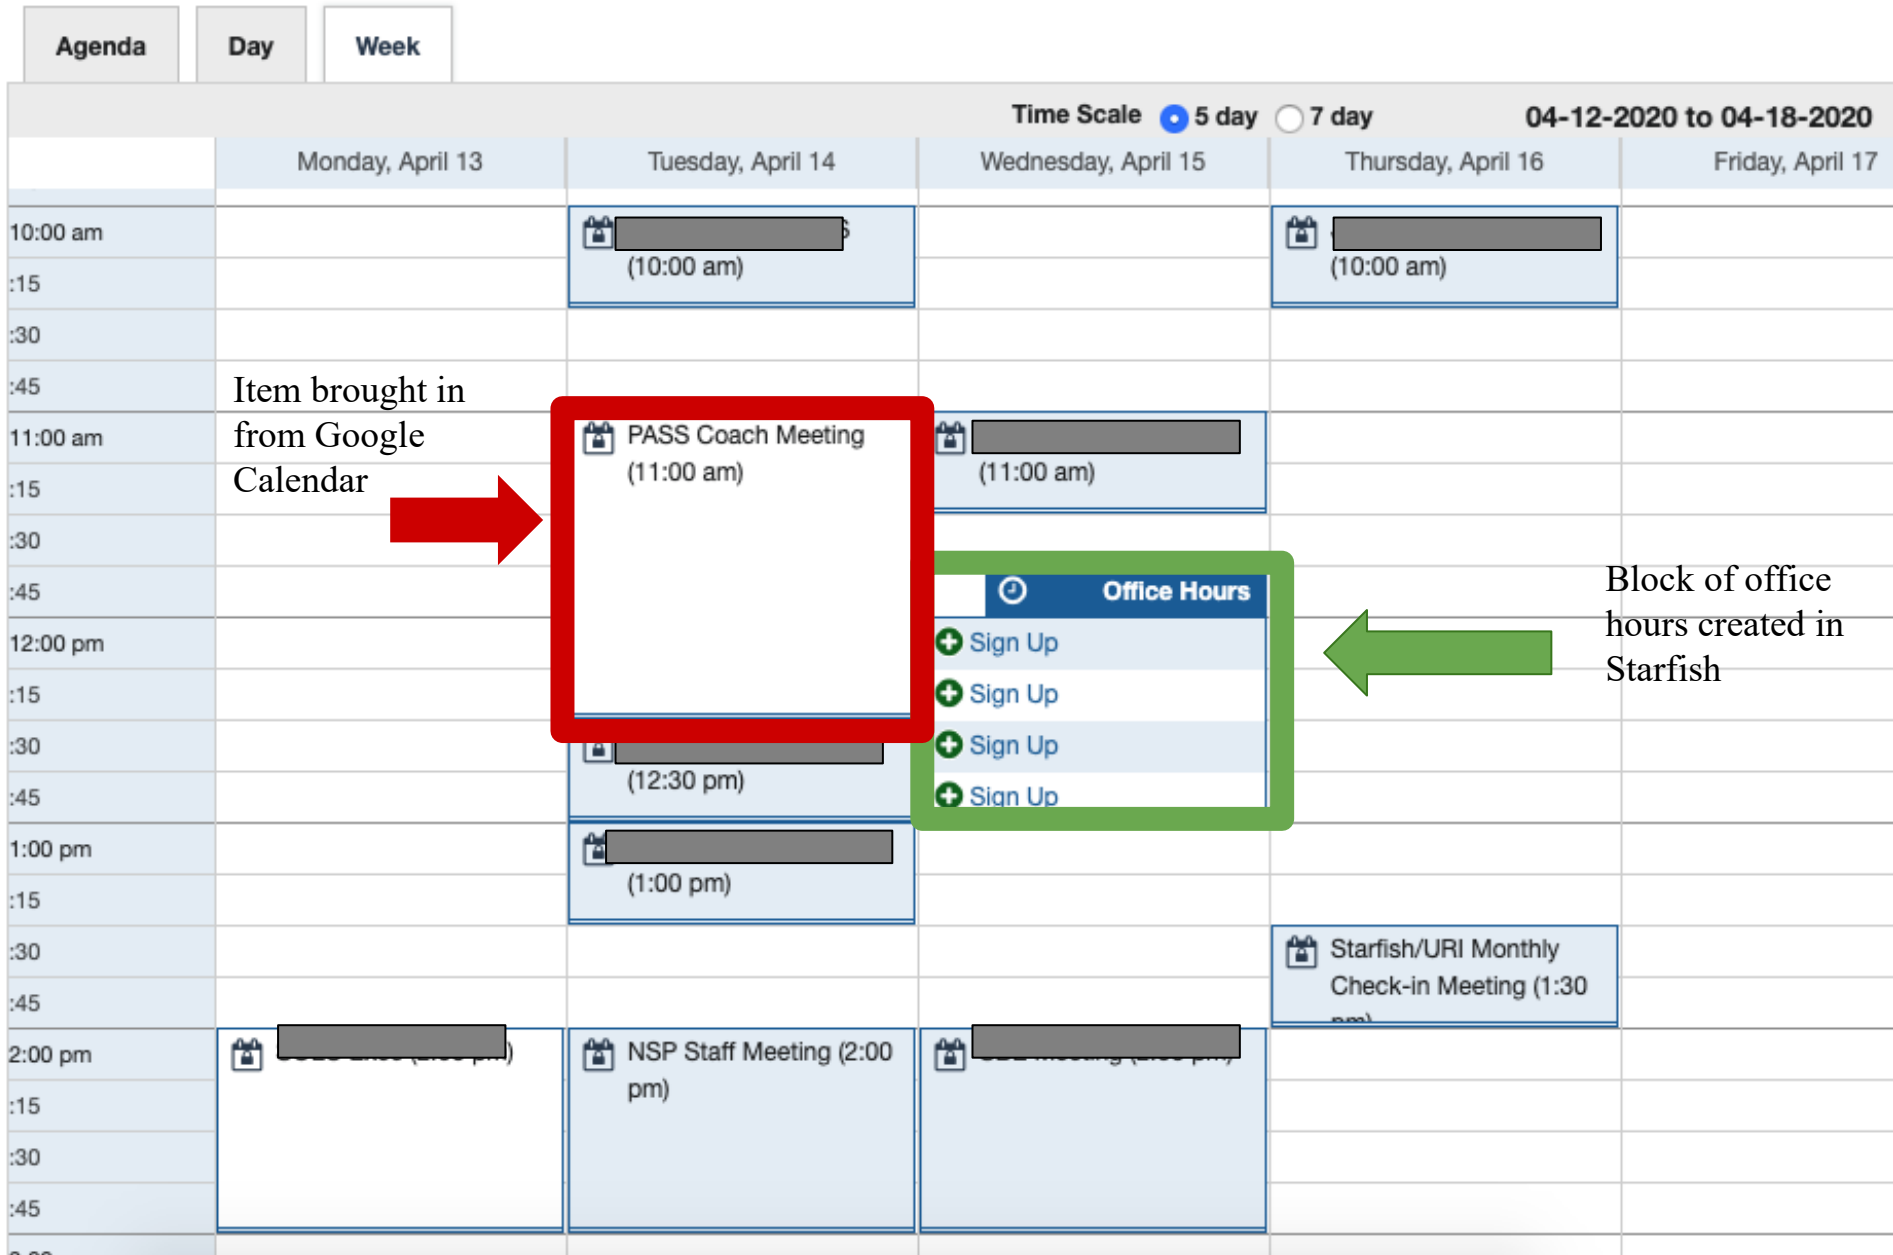 Agenda Day Week
Time Scale 5 day 7 day 04-12-2020 to 04-18-2020
Monday, April 13 Tuesday, April 14 Wednesday, April 15 Thursday, April 16 Friday, April 17
10:00 am
(10:00 am) (10:00 am)
:15
:30
:45
Item brought in
from Google
Calendar
11:00 am
PASS Coach Meeting
(11:00 am)
(11:00 am)
:15
:30
:45
Office Hours
Block of office
hours created in
Starfish
12:00 pm
Sign Up
:15
Sign Up
:30
Sign Up
(12:30 pm)
:45
Sign Up
1:00 pm
(1:00 pm)
:15
:30
Starfish/URI Monthly
Check-in Meeting (1:30
pm)
:45
2:00 pm
NSP Staff Meeting (2:00
pm)
:15
:30
:45